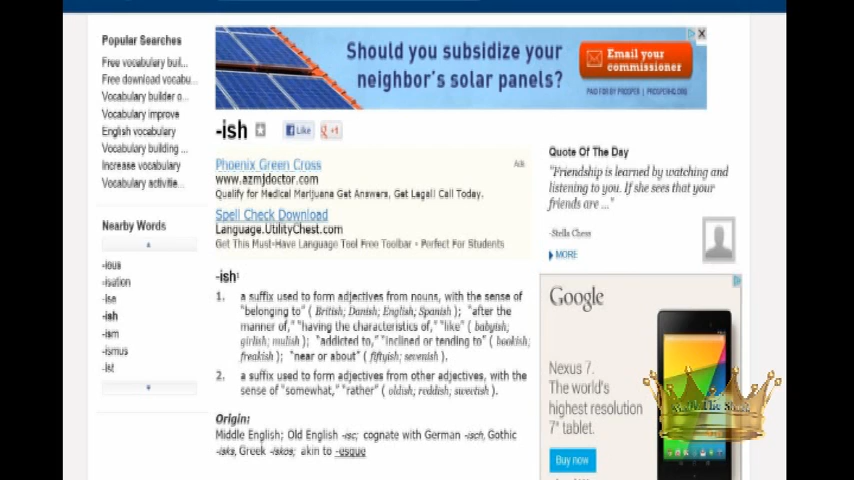 Popular Searches
Free vocabulary buil...
Free download vocabu...
Vocabulary builder o...
Vocabulary improve
English vocabulary
Vocabulary building ...
Increase vocabulary
Vocabulary activitie...
Nearby Words
-ious
-isation
-ise
-ish
-ism
-ismus
-ist
Should you subsidize your
neighbor's solar panels?
Email your
commissioner
PAID FOR BY PROSPER | PROSPERHQ.ORG
-ish
Like
+1
Phoenix Green Cross
Ads
www.azmjdoctor.com
Qualify for Medical Marijuana Get Answers, Get Legal! Call Today.
Spell Check Download
Language.UtilityChest.com
Get This Must-Have Language Tool Free Toolbar - Perfect For Students
-ish¹
1. a suffix used to form adjectives from nouns, with the sense of
"belonging to" ( British; Danish; English; Spanish ); "after the
manner of," "having the characteristics of," "like" ( babyish;
girlish; mulish ); "addicted to," "inclined or tending to" ( bookish;
freakish ); "near or about" ( fiftyish; sevenish ).
2. a suffix used to form adjectives from other adjectives, with the
sense of "somewhat," "rather" ( oldish; reddish; sweetish ).
Origin:
Middle English; Old English -isc; cognate with German -isch, Gothic
-isks, Greek -iskos; akin to -esque
Quote Of The Day
"Friendship is learned by watching and
listening to you. If she sees that your
friends are ..."
-Stella Chess
MORE
Google
Nexus 7.
The world's
highest resolution
7" tablet.
Buy now